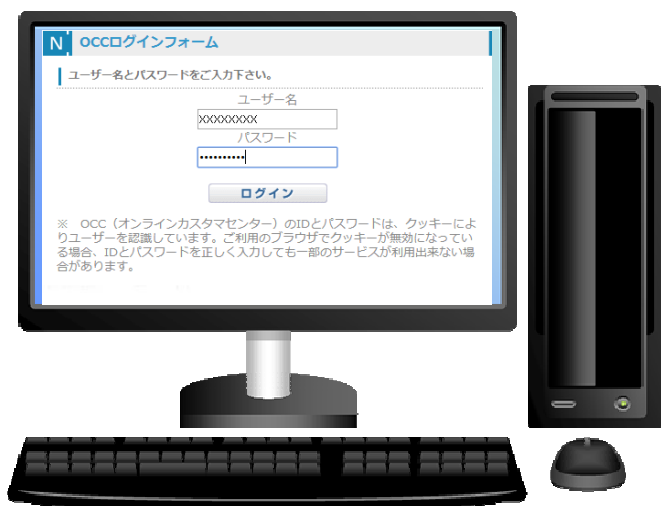 N OCCログインフォーム
ユーザー名とパスワードをご入力下さい。
ユーザー名
XXXXXXXX
パスワード
••••••••••
ログイン
※　OCC（オンラインカスタマセンター）のIDとパスワードは、クッキーによ
りユーザーを認識しています。ご利用のブラウザでクッキーが無効になってい
る場合、IDとパスワードを正しく入力しても一部のサービスが利用出来ない場
合があります。